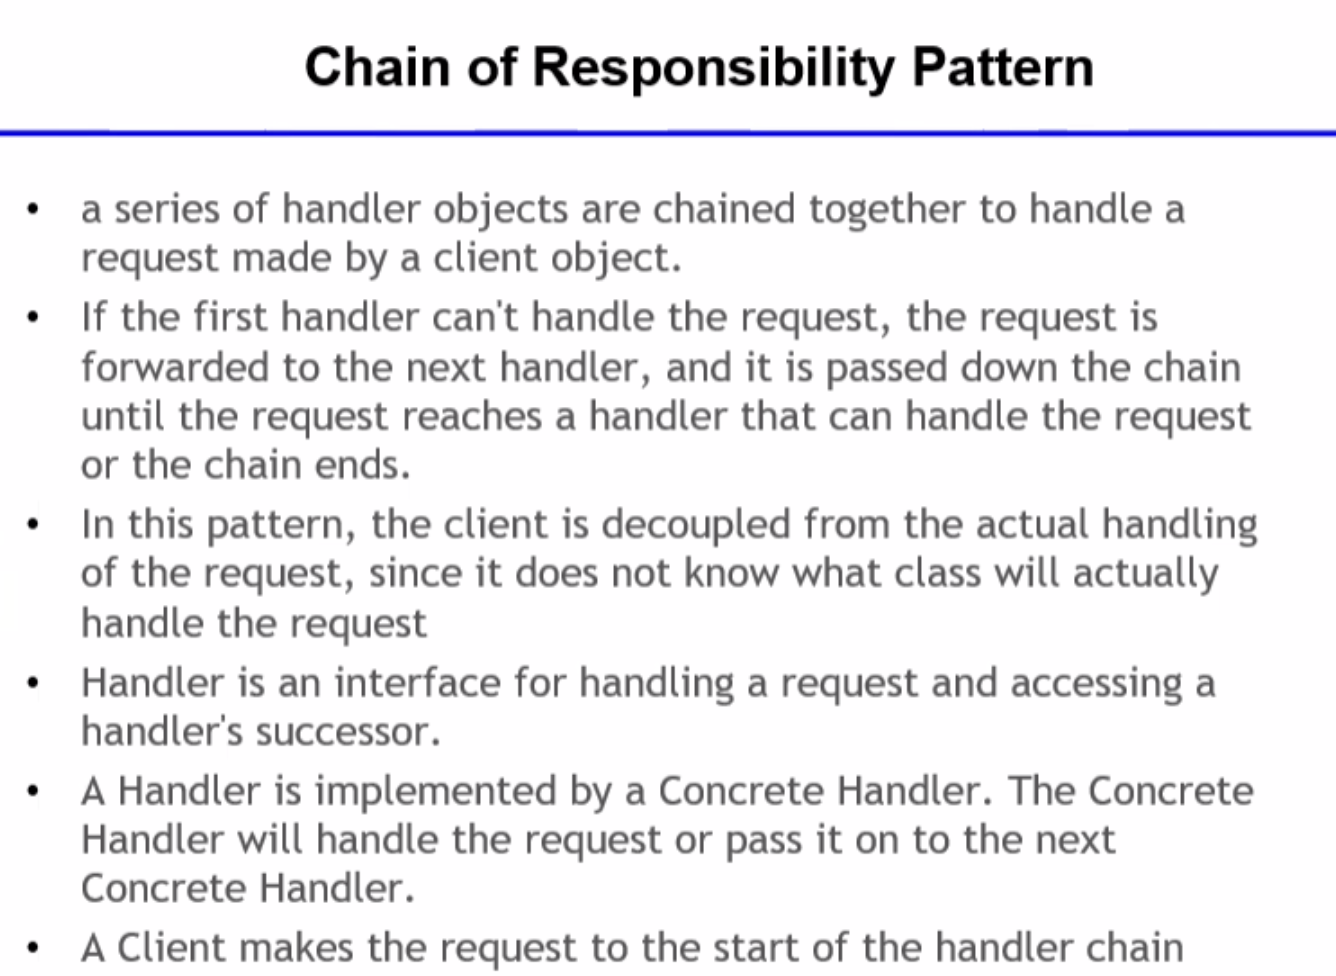 Chain of Responsibility Pattern
• a series of handler objects are chained together to handle a
request made by a client object.
• If the first handler can't handle the request, the request is
forwarded to the next handler, and it is passed down the chain
until the request reaches a handler that can handle the request
or the chain ends.
• In this pattern, the client is decoupled from the actual handling
of the request, since it does not know what class will actually
handle the request
• Handler is an interface for handling a request and accessing a
handler's successor.
• A Handler is implemented by a Concrete Handler. The Concrete
Handler will handle the request or pass it on to the next
Concrete Handler.
• A Client makes the request to the start of the handler chain